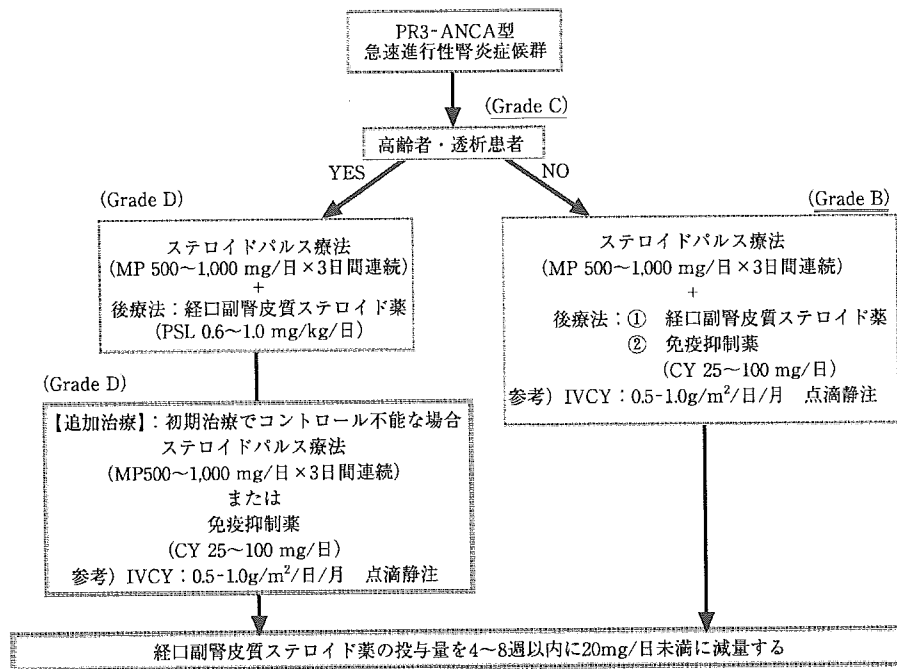 PR3-ANCA型
急速進行性腎炎症候群
(Grade C)
高齢者・透析患者
YES
NO
(Grade D)
ステロイドパルス療法
(MP 500〜1,000 mg/日×3日間連続)
+
後療法：経口副腎皮質ステロイド薬
(PSL 0.6〜1.0 mg/kg/日)
(Grade D)
【追加治療】：初期治療でコントロール不能な場合
ステロイドパルス療法
(MP500〜1,000 mg/日×3日間連続)
または
免疫抑制薬
(CY 25〜100 mg/日)
参考）IVCY：0.5-1.0g/m²/日/月　点滴静注
(Grade B)
ステロイドパルス療法
(MP 500〜1,000 mg/日×3日間連続)
+
後療法：① 経口副腎皮質ステロイド薬
② 免疫抑制薬
(CY 25〜100 mg/日)
参考）IVCY：0.5-1.0g/m²/日/月　点滴静注
経口副腎皮質ステロイド薬の投与量を4〜8週以内に20mg/日未満に減量する